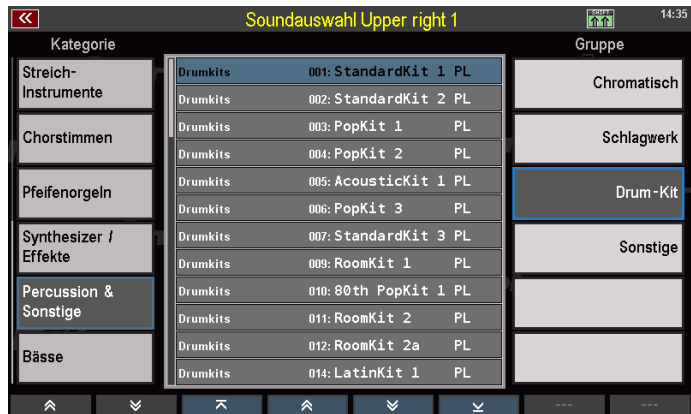 Soundauswahl Upper right 1
SHIFT
14:35
Kategorie
Gruppe
Streich-
Instrumente
Chorstimmen
Pfeifenorgeln
Synthesizer /
Effekte
Percussion &
Sonstige
Bässe
Drumkits 001: StandardKit 1 PL
Drumkits 002: StandardKit 2 PL
Drumkits 003: PopKit 1 PL
Drumkits 004: PopKit 2 PL
Drumkits 005: AcousticKit 1 PL
Drumkits 006: PopKit 3 PL
Drumkits 007: StandardKit 3 PL
Drumkits 009: RoomKit 1 PL
Drumkits 010: 80th PopKit 1 PL
Drumkits 011: RoomKit 2 PL
Drumkits 012: RoomKit 2a PL
Drumkits 014: LatinKit 1 PL
Chromatisch
Schlagwerk
Drum-Kit
Sonstige
--- ---